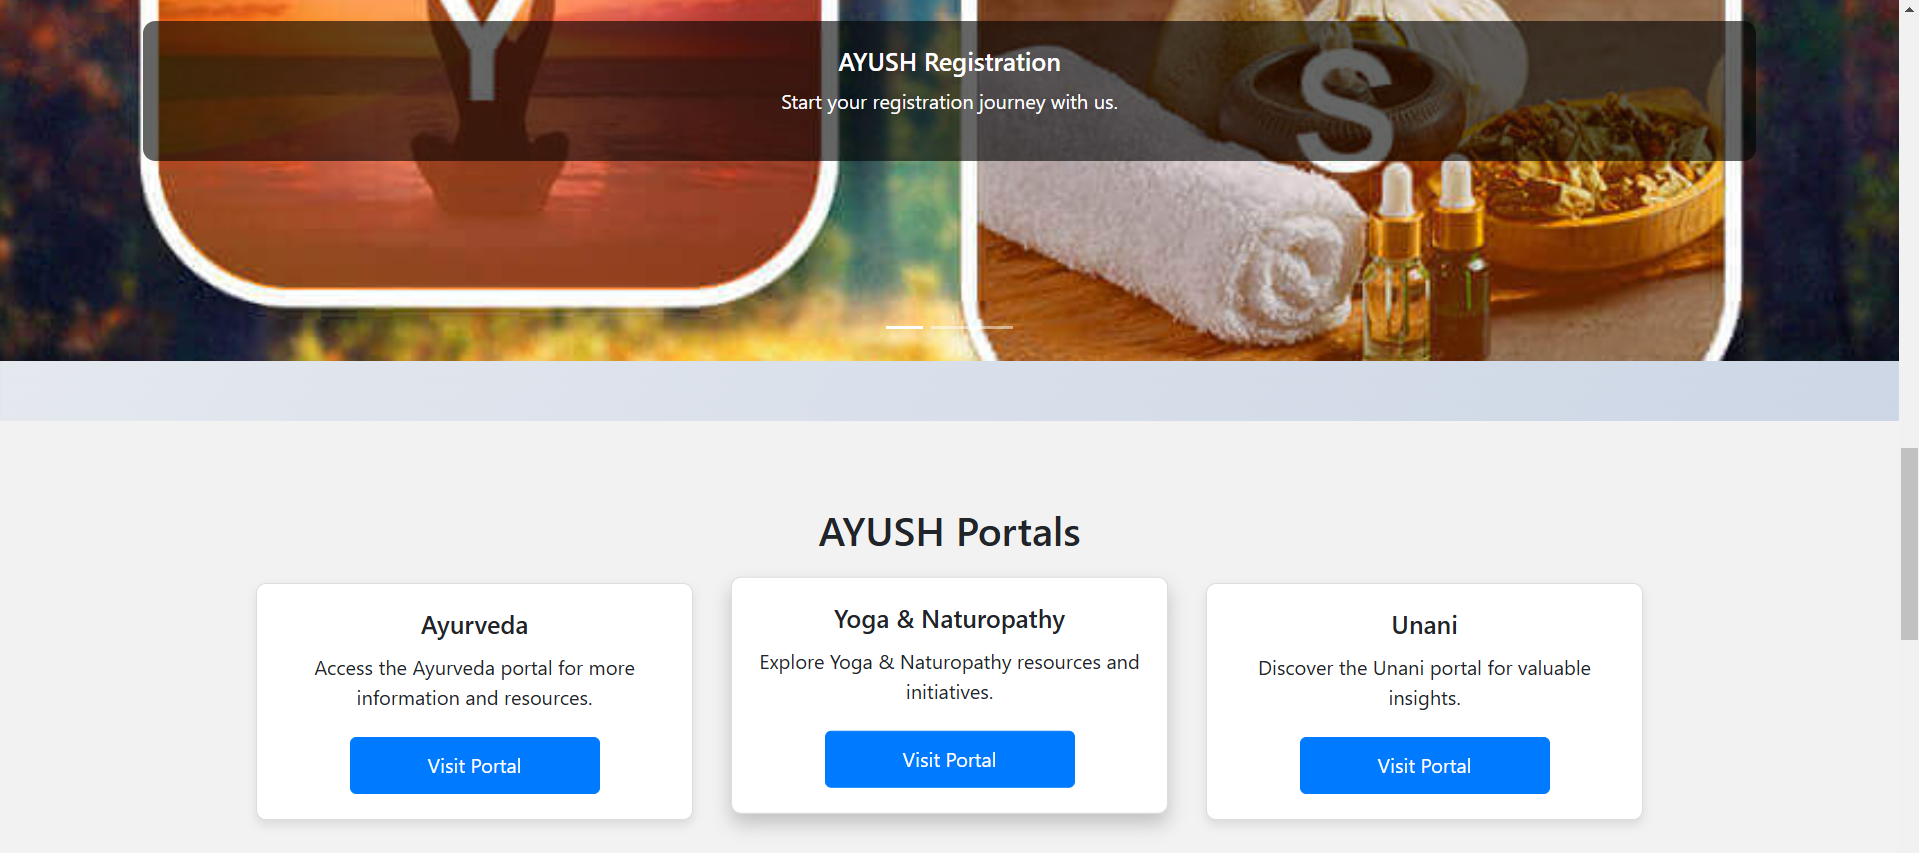 Y
S
AYUSH Registration
Start your registration journey with us.
AYUSH Portals
Ayurveda
Access the Ayurveda portal for more
information and resources.
Visit Portal
Yoga & Naturopathy
Explore Yoga & Naturopathy resources and
initiatives.
Visit Portal
Unani
Discover the Unani portal for valuable
insights.
Visit Portal